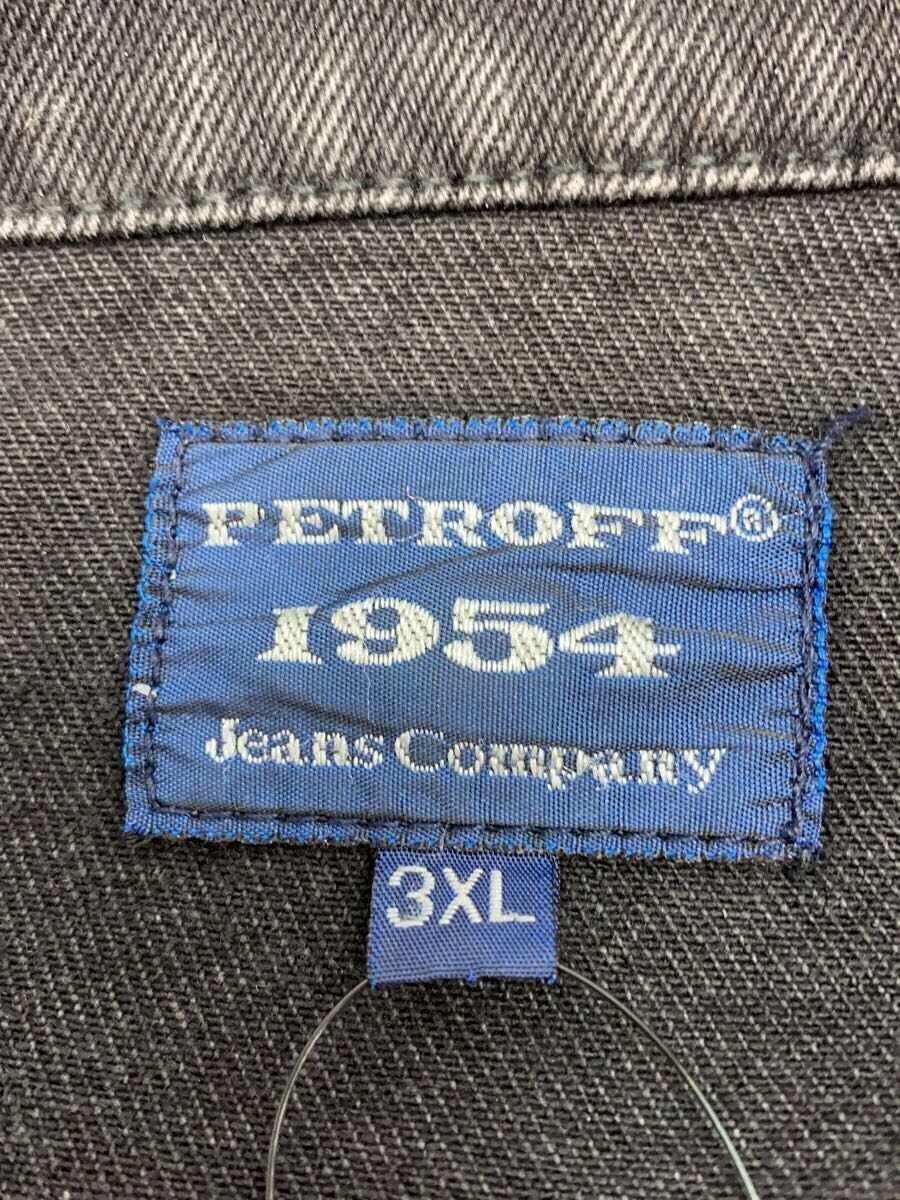 PETROFF®
1954
Jeans Company
3XL